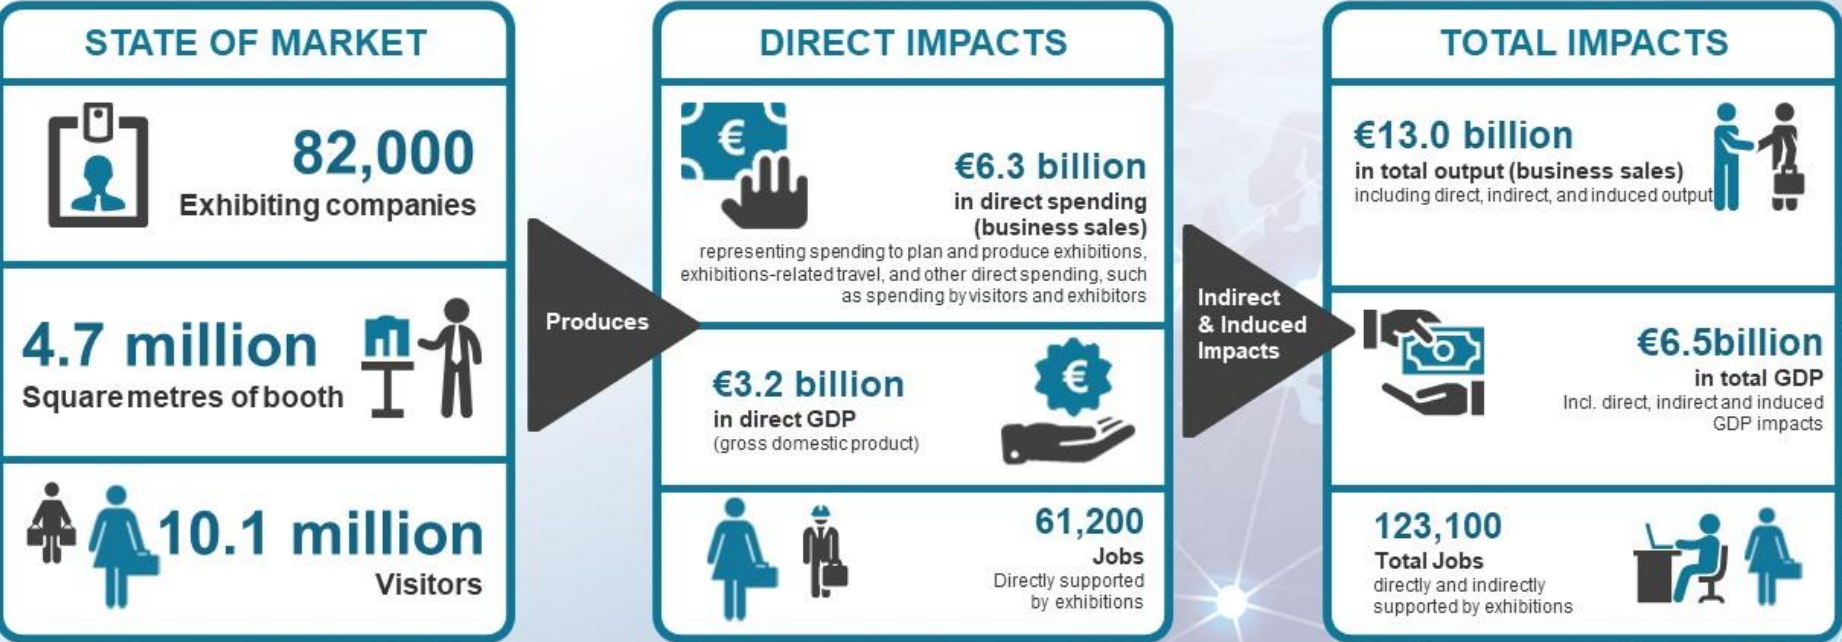 STATE OF MARKET
82,000
Exhibiting companies
4.7 million
Square metres of booth
10.1 million
Visitors
Produces
DIRECT IMPACTS
€
€6.3 billion
in direct spending
(business sales)
representing spending to plan and produce exhibitions,
exhibitions-related travel, and other direct spending, such
as spending by visitors and exhibitors
€3.2 billion
in direct GDP
(gross domestic product)
€
61,200
Jobs
Directly supported
by exhibitions
Indirect
& Induced
Impacts
TOTAL IMPACTS
€13.0 billion
in total output (business sales)
including direct, indirect, and induced output
€6.5billion
in total GDP
Incl. direct, indirect and induced
GDP impacts
123,100
Total Jobs
directly and indirectly
supported by exhibitions